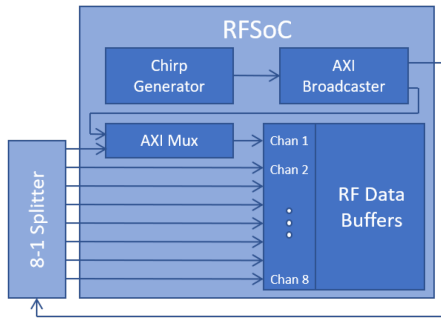 RFSoC
Chirp
Generator
AXI
Broadcaster
AXI Mux
Chan 1
Chan 2
Chan 8
RF Data
Buffers
8-1 Splitter